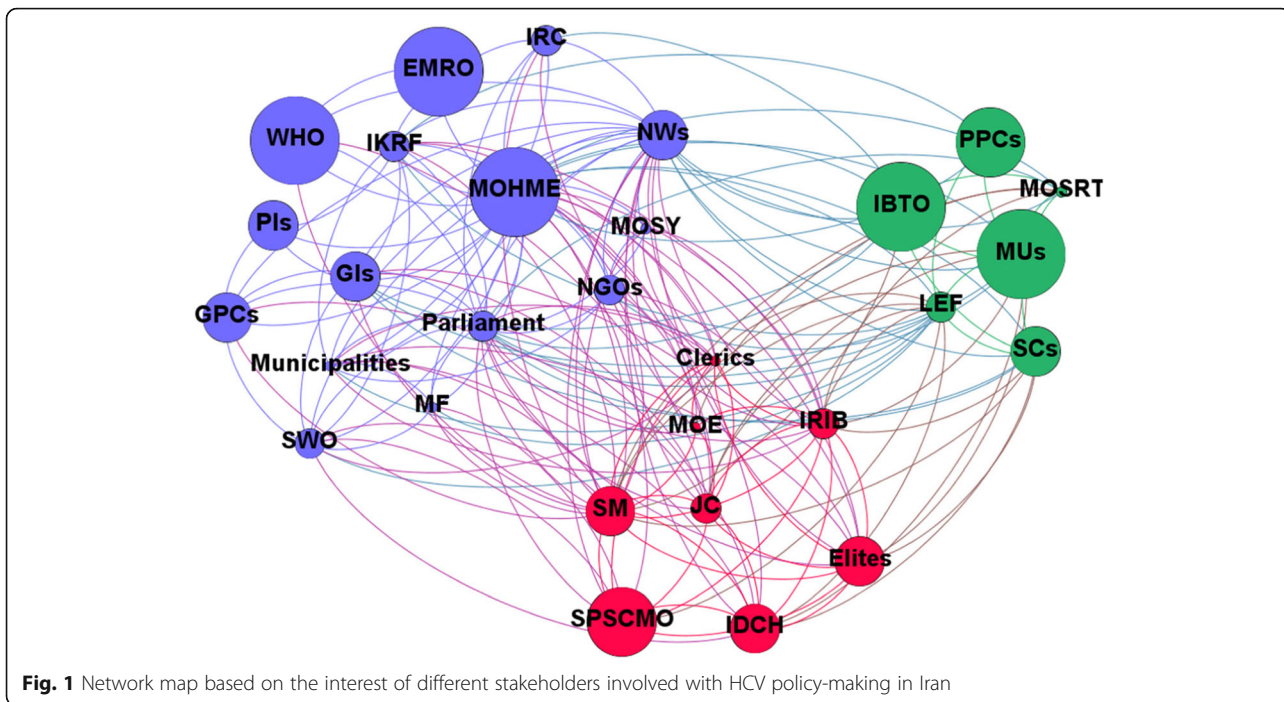 IRC
EMRO
WHO
IKRF
NWs
PPCs
MOHME
MOSRT
IBTO
PIs
MOSY
MUs
GIs
NGOs
LEF
GPCs
Parliament
SCs
Municipalities
Clerics
MF
MOE
IRIB
SWO
SM
JC
Elites
SPSCMO
IDCH
Fig. 1 Network map based on the interest of different stakeholders involved with HCV policy-making in Iran